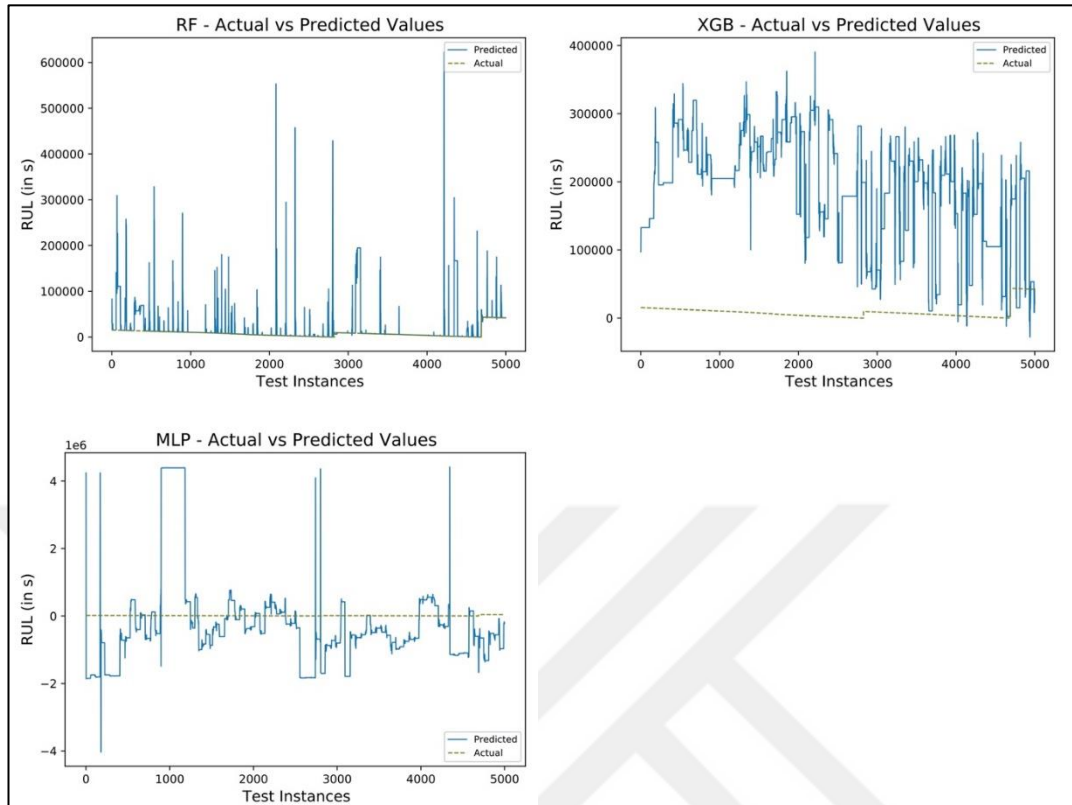 RF - Actual vs Predicted Values
Predicted
Actual
600000
500000
400000
300000
200000
100000
0
RUL (in s)
0 1000 2000 3000 4000 5000
Test Instances
XGB - Actual vs Predicted Values
Predicted
Actual
400000
300000
200000
100000
0
RUL (in s)
0 1000 2000 3000 4000 5000
Test Instances
MLP - Actual vs Predicted Values
1e6
4
2
0
−2
−4
RUL (in s)
Predicted
Actual
0 1000 2000 3000 4000 5000
Test Instances